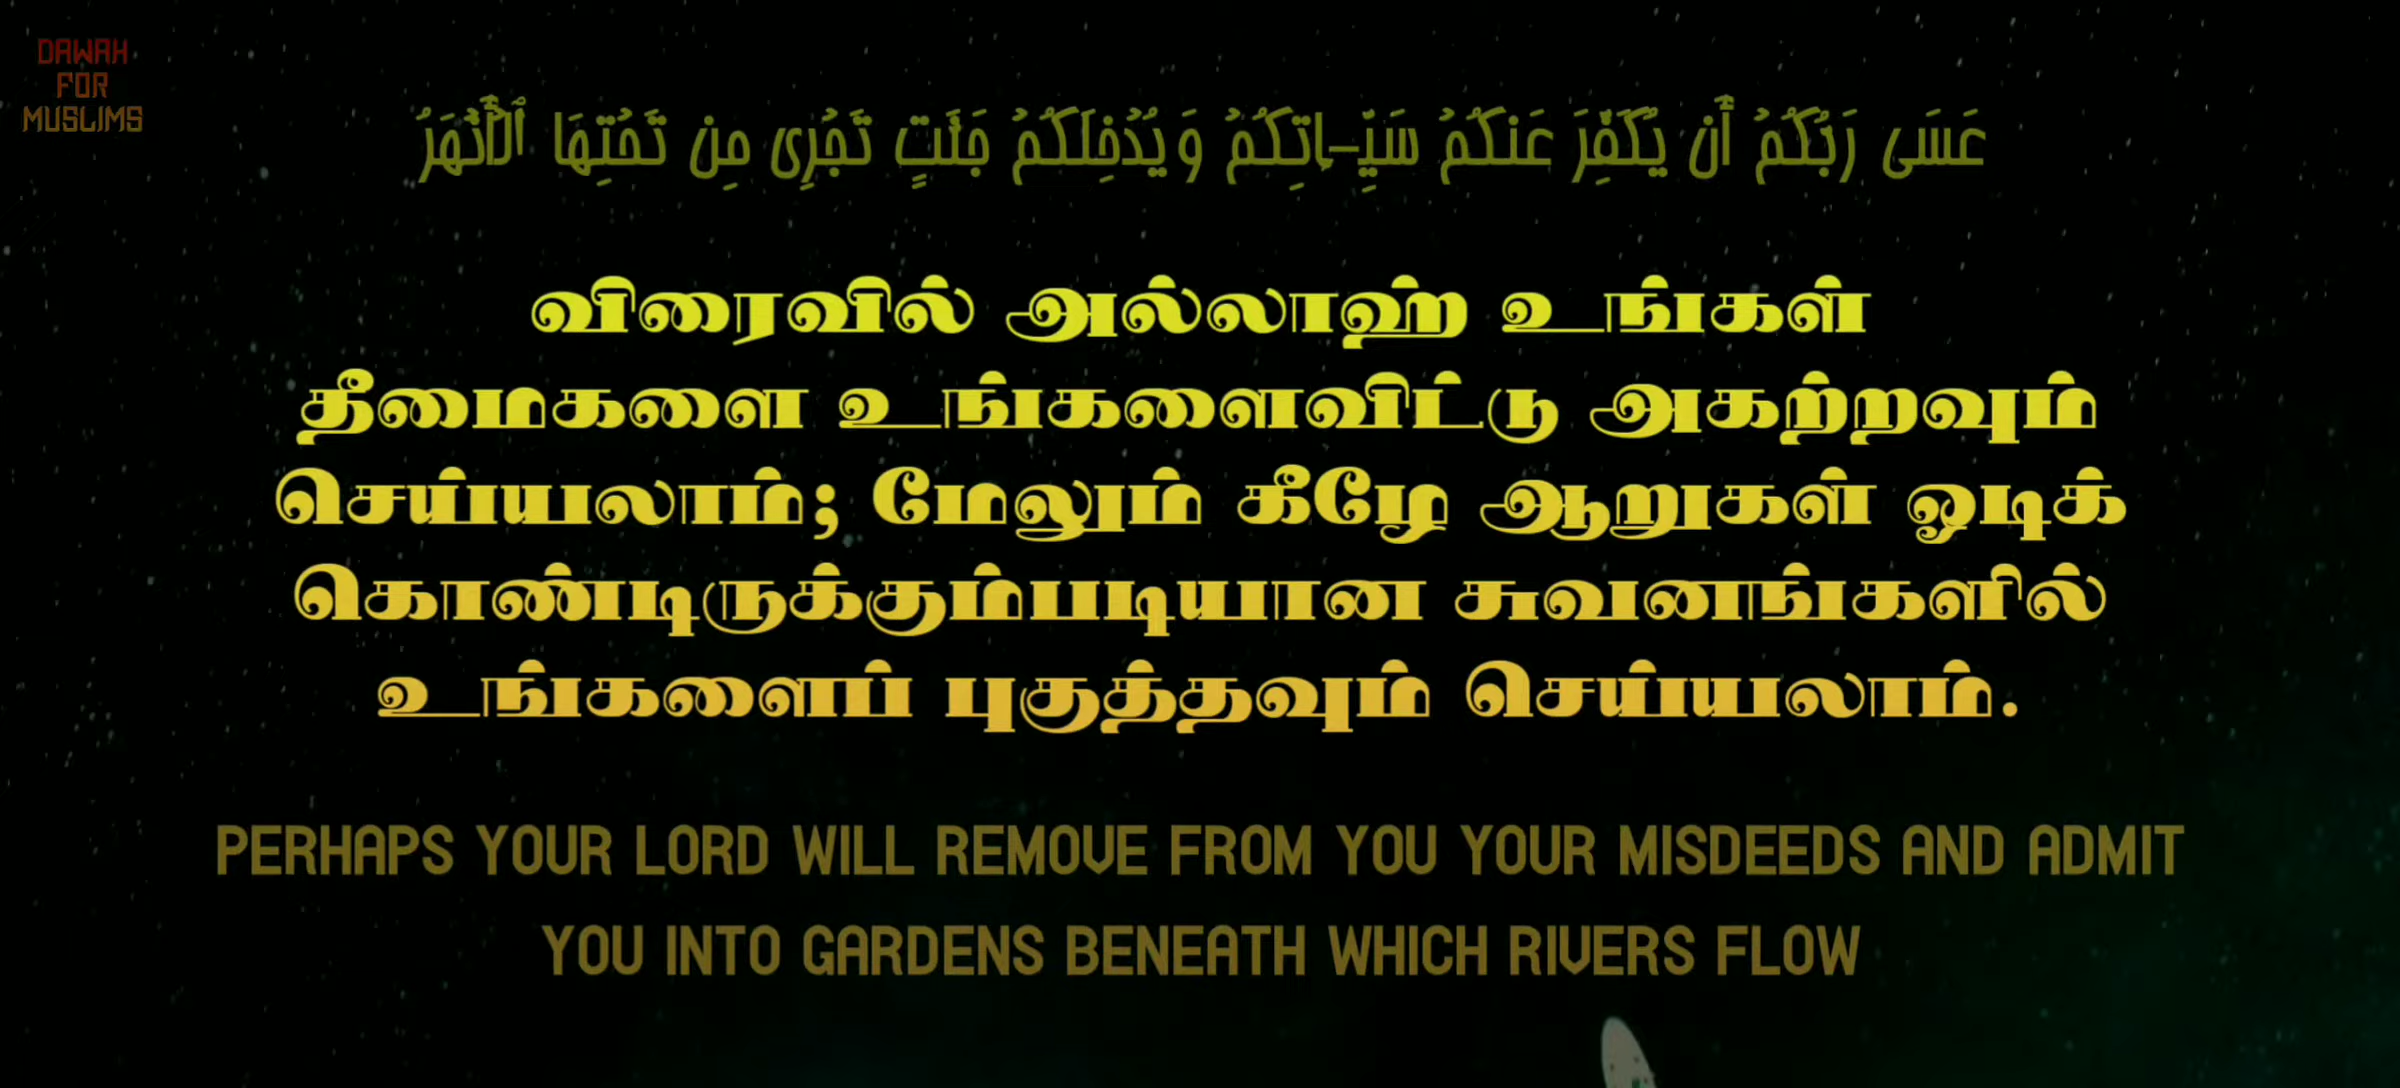 DAWAH
FOR
MUSLIMS
عَسَى رَبُّكُمْ أَن يُكَفِّرَ عَنكُمْ سَيِّـَٔاتِكُمْ وَيُدْخِلَكُمْ جَنَّٰتٍ تَجْرِى مِن تَحْتِهَا ٱلْأَنْهَٰرُ
விரைவில் அல்லாஹ் உங்கள்
தீமைகளை உங்களைவிட்டு அகற்றவும்
செய்யலாம்; மேலும் கீழே ஆறுகள் ஓடிக்
கொண்டிருக்கும்படியான சுவனங்களில்
உங்களைப் புகுத்தவும் செய்யலாம்.
PERHAPS YOUR LORD WILL REMOVE FROM YOU YOUR MISDEEDS AND ADMIT
YOU INTO GARDENS BENEATH WHICH RIVERS FLOW